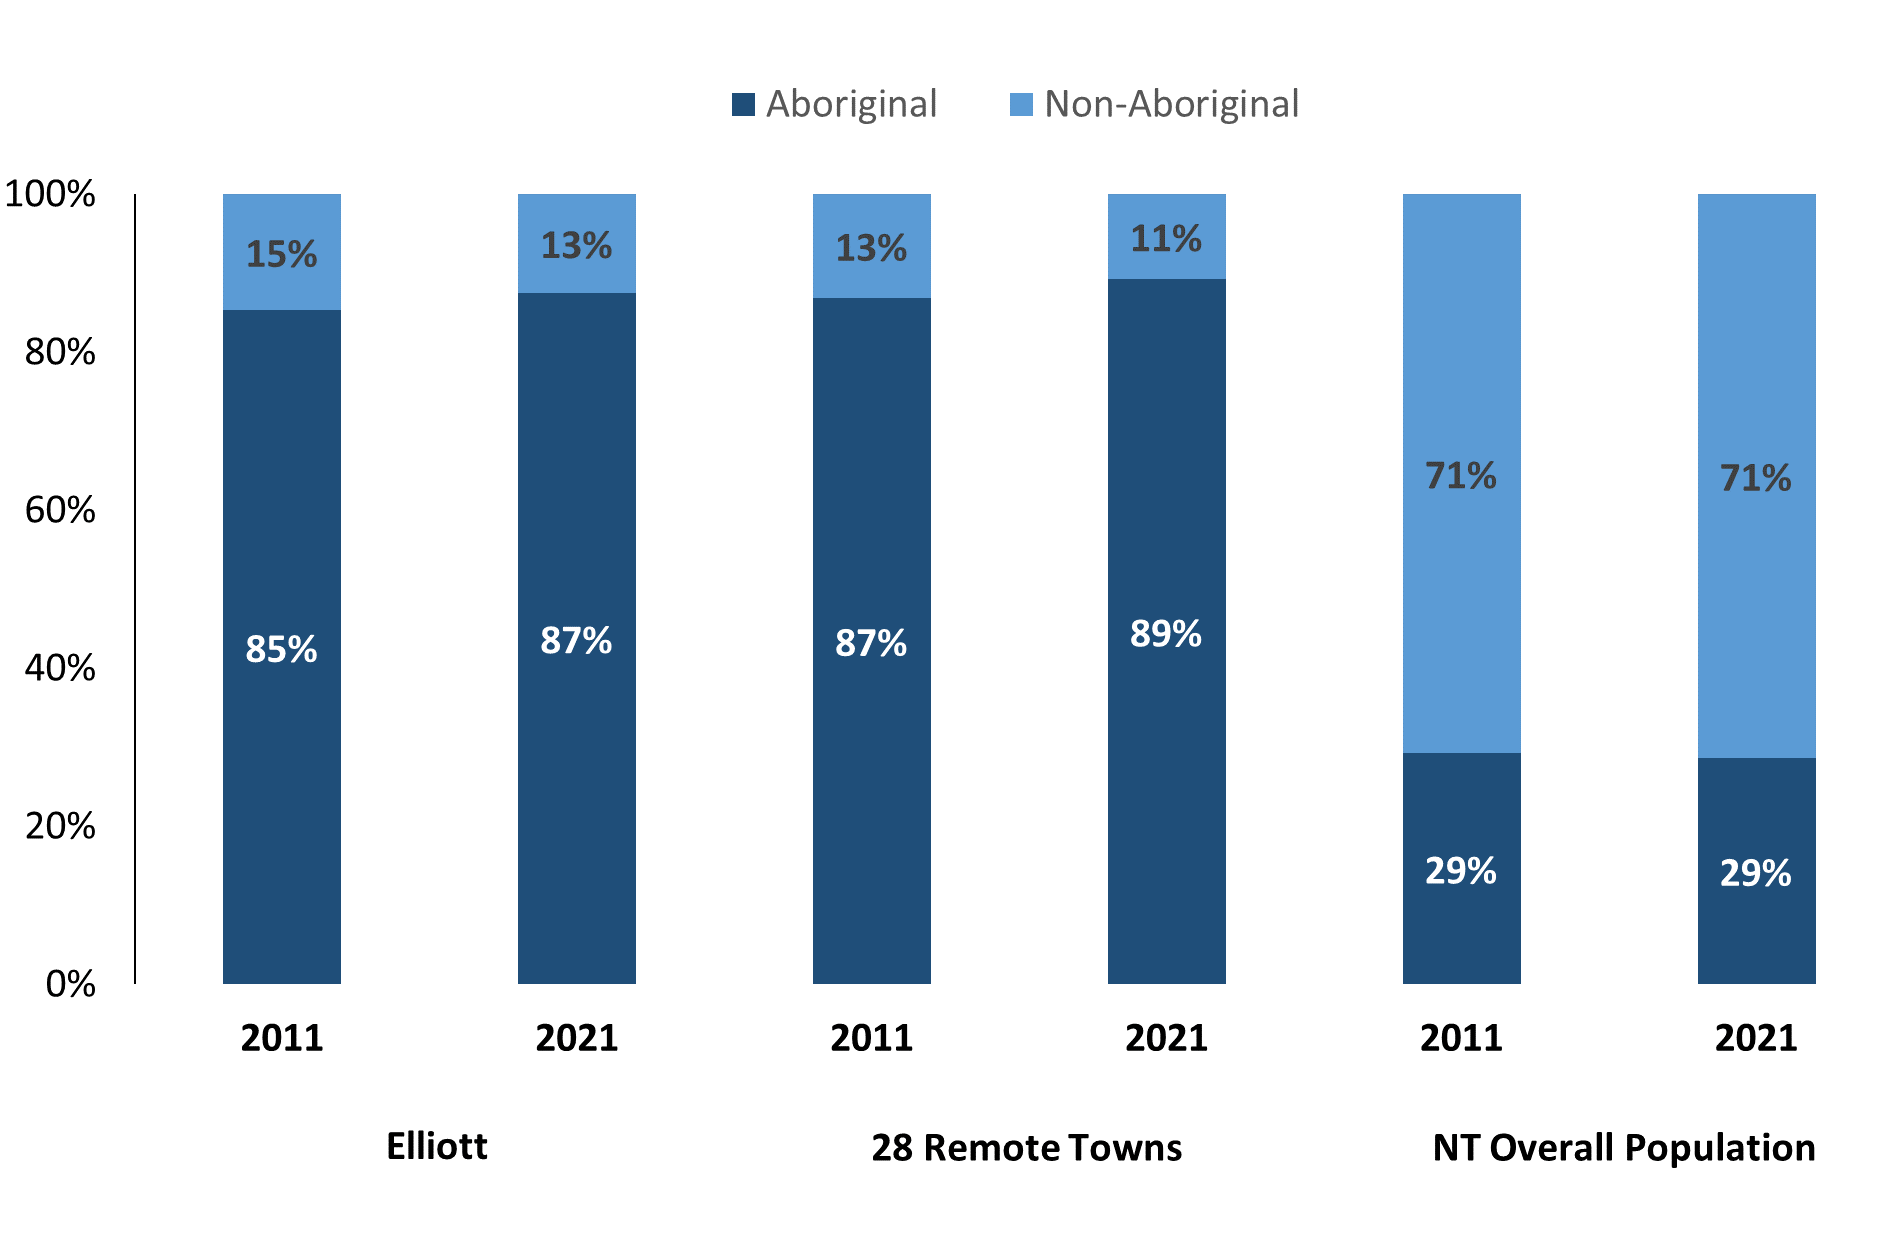 Aboriginal Non-Aboriginal
100%
15% 13% 13% 11%
80%
71% 71%
60%
85% 87% 87% 89%
40%
20%
29% 29%
0%
2011 2021 2011 2021 2011 2021
Elliott 28 Remote Towns NT Overall Population